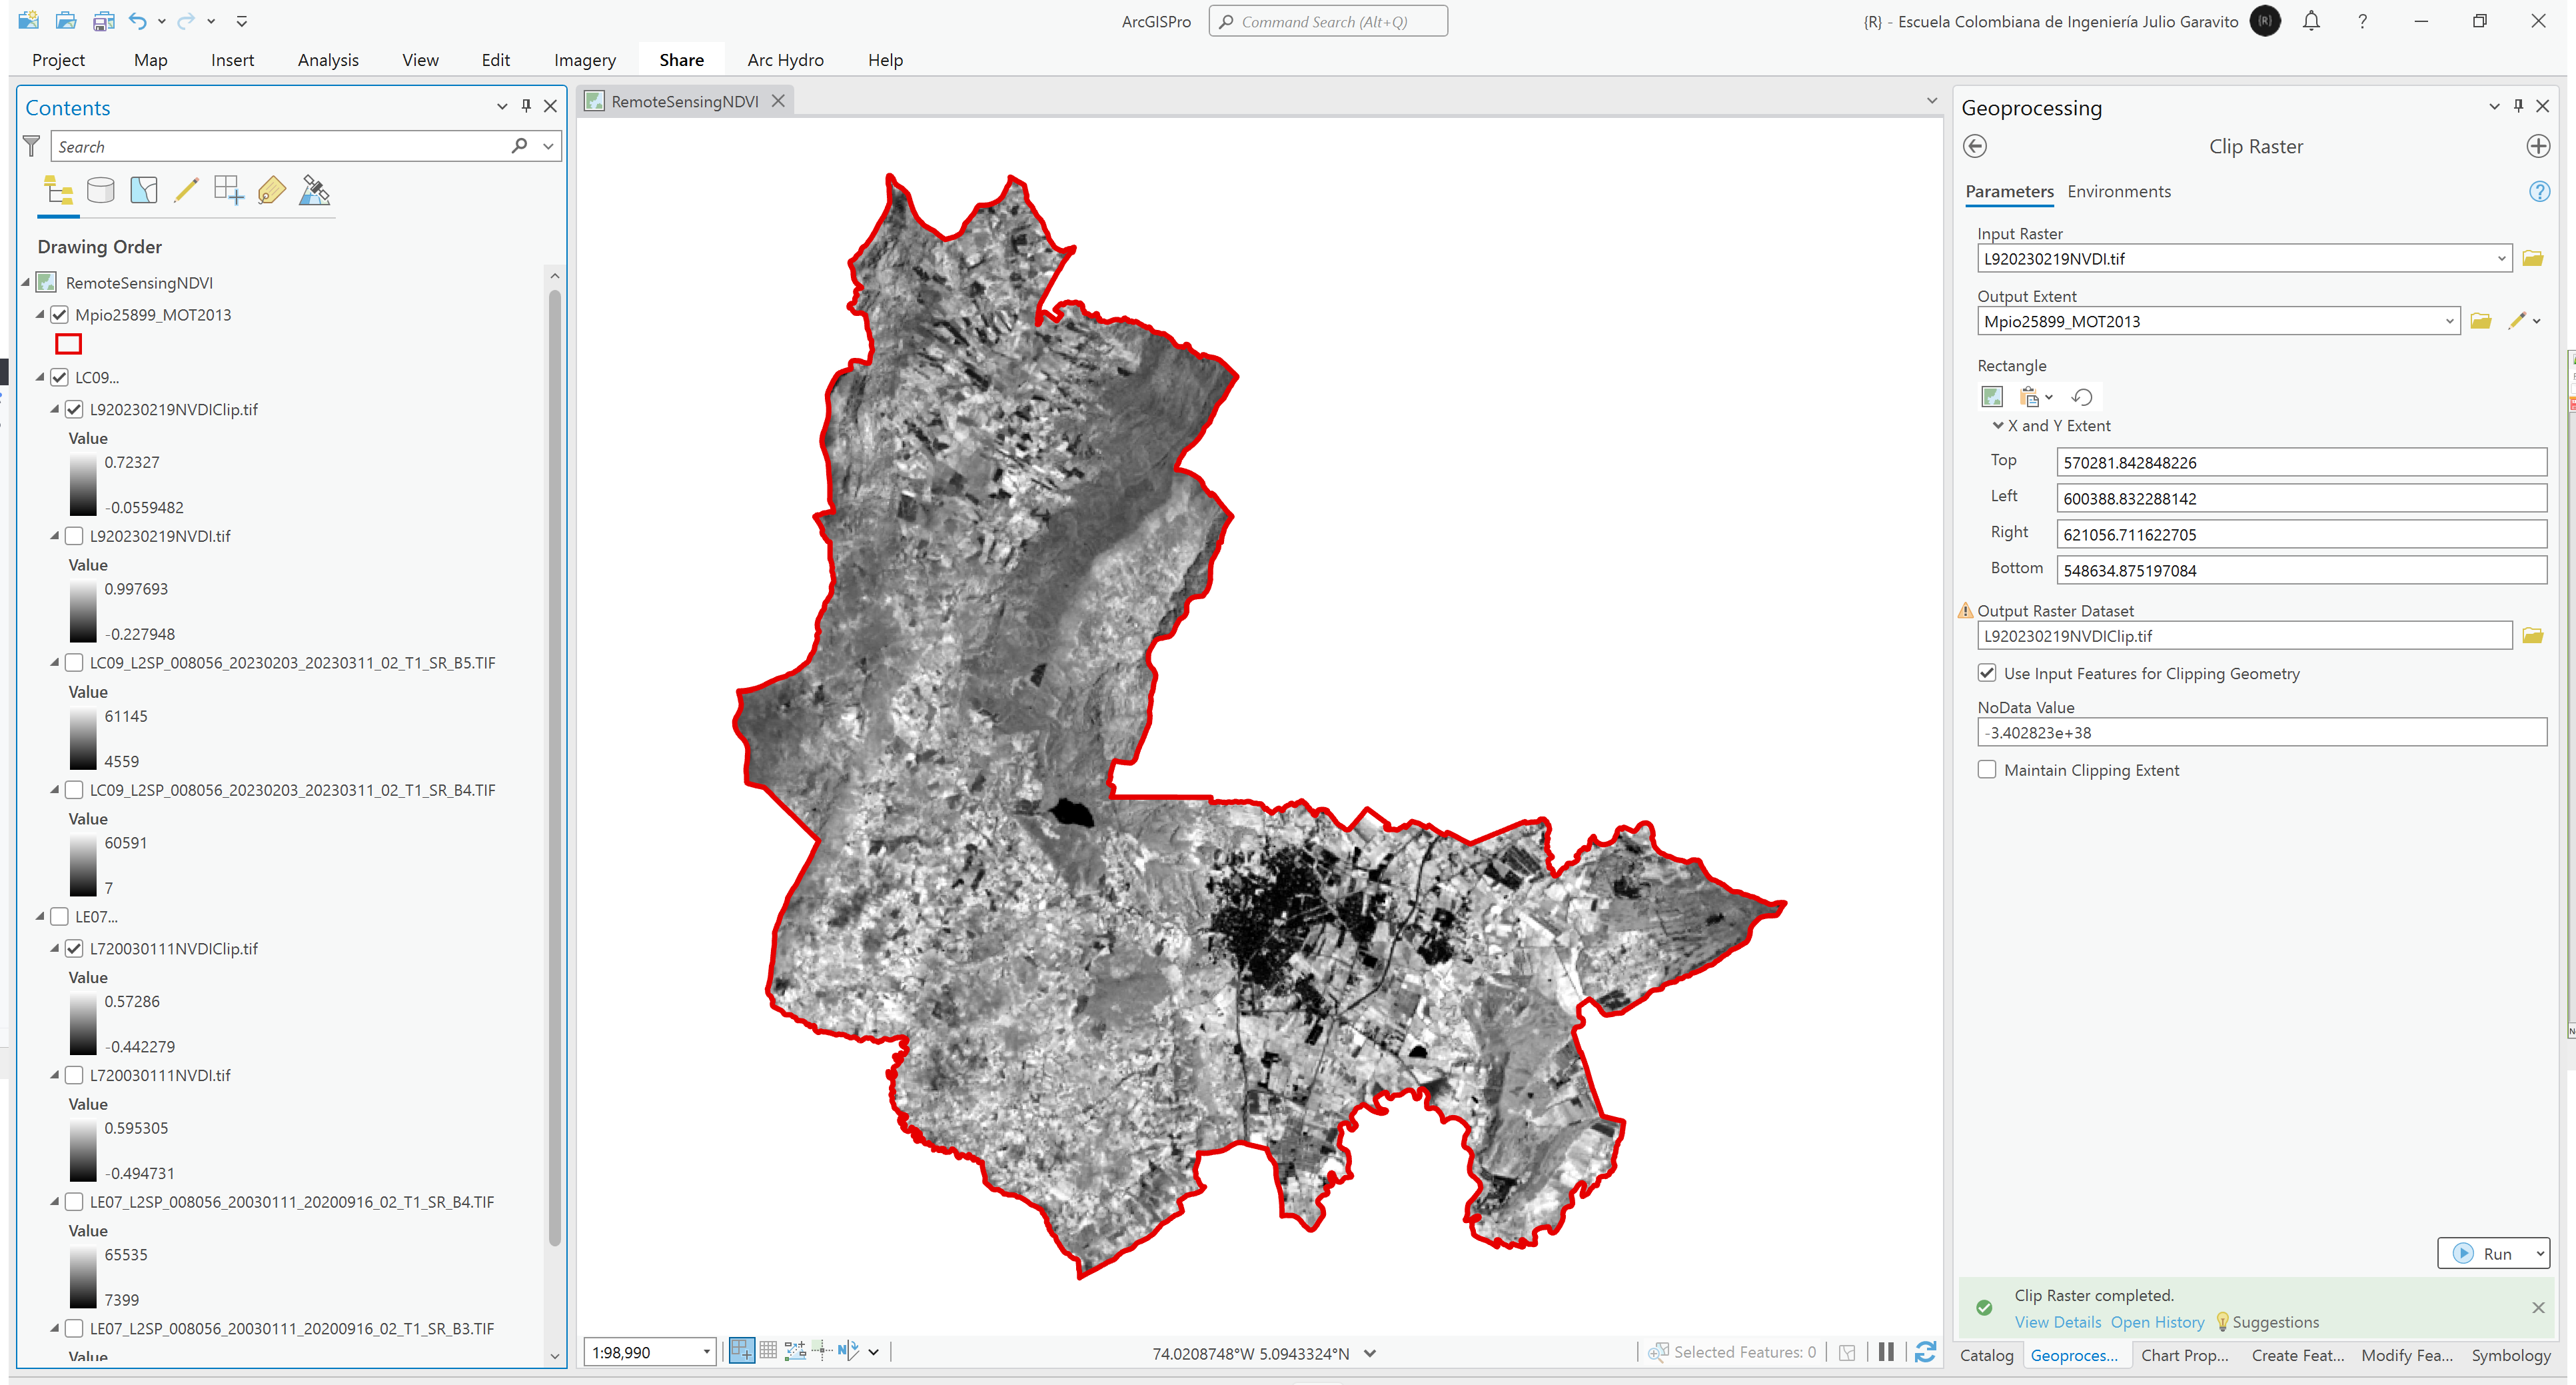 ArcGISPro
Command Search (Alt+Q)
{R} - Escuela Colombiana de Ingeniería Julio Garavito
{R}
?
Project
Map
Insert
Analysis
View
Edit
Imagery
Share
Arc Hydro
Help
Contents
Search
Drawing Order
RemoteSensingNDVI
Mpio25899_MOT2013
LC09...
L920230219NVDIClip.tif
Value
0.72327
-0.0559482
L920230219NVDI.tif
Value
0.997693
-0.227948
LC09_L2SP_008056_20230203_20230311_02_T1_SR_B5.TIF
Value
61145
4559
LC09_L2SP_008056_20230203_20230311_02_T1_SR_B4.TIF
Value
60591
7
LE07...
L720030111NVDIClip.tif
Value
0.57286
-0.442279
L720030111NVDI.tif
Value
0.595305
-0.494731
LE07_L2SP_008056_20030111_20200916_02_T1_SR_B4.TIF
Value
65535
7399
LE07_L2SP_008056_20030111_20200916_02_T1_SR_B3.TIF
Value
RemoteSensingNDVI
1:98,990
74.0208748°W 5.0943324°N
Selected Features: 0
Geoprocessing
Clip Raster
Parameters
Environments
?
Input Raster
L920230219NVDI.tif
Output Extent
Mpio25899_MOT2013
Rectangle
X and Y Extent
Top
570281.842848226
Left
600388.832288142
Right
621056.711622705
Bottom
548634.875197084
Output Raster Dataset
L920230219NVDIClip.tif
Use Input Features for Clipping Geometry
NoData Value
-3.402823e+38
Maintain Clipping Extent
Run
Clip Raster completed.
View Details
Open History
Suggestions
Catalog
Geoproces...
Chart Prop...
Create Feat...
Modify Fea...
Symbology